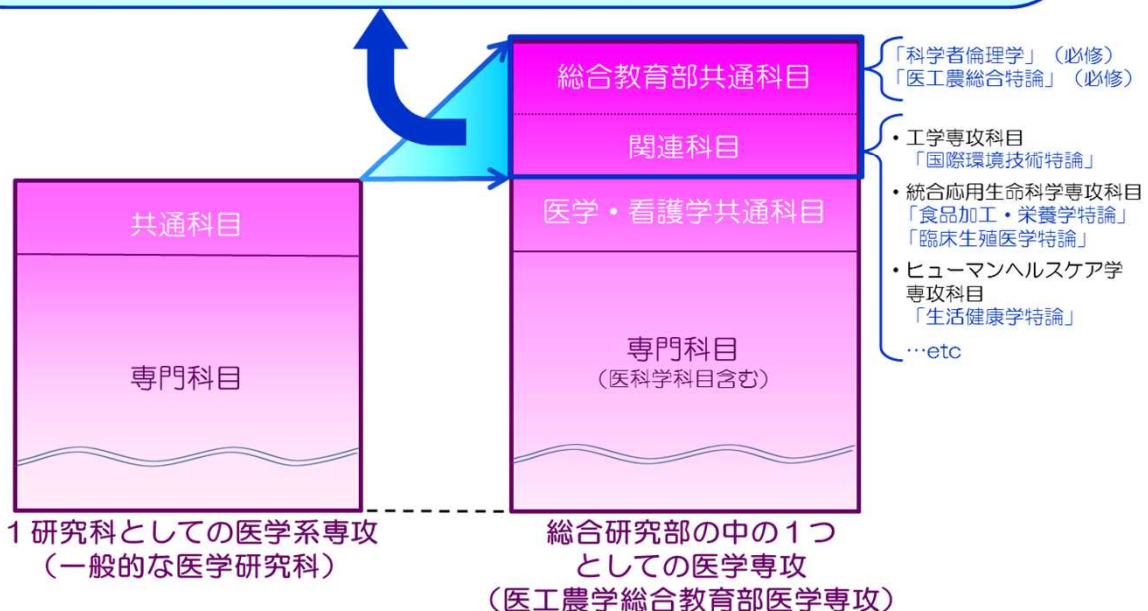 総合教育部共通科目
関連科目
医学・看護学共通科目
専門科目
(医科学科目含む)
「科学者倫理学」（必修）
「医工農総合特論」（必修）
・工学専攻科目
「国際環境技術特論」
・統合応用生命科学専攻科目
「食品加工・栄養学特論」
「臨床生殖医学特論」
・ヒューマンヘルスケア学
専攻科目
「生活健康学特論」
…etc
共通科目
専門科目
１研究科としての医学系専攻
（一般的な医学研究科）
総合研究部の中の１つ
としての医学専攻
（医工農学総合教育部医学専攻）